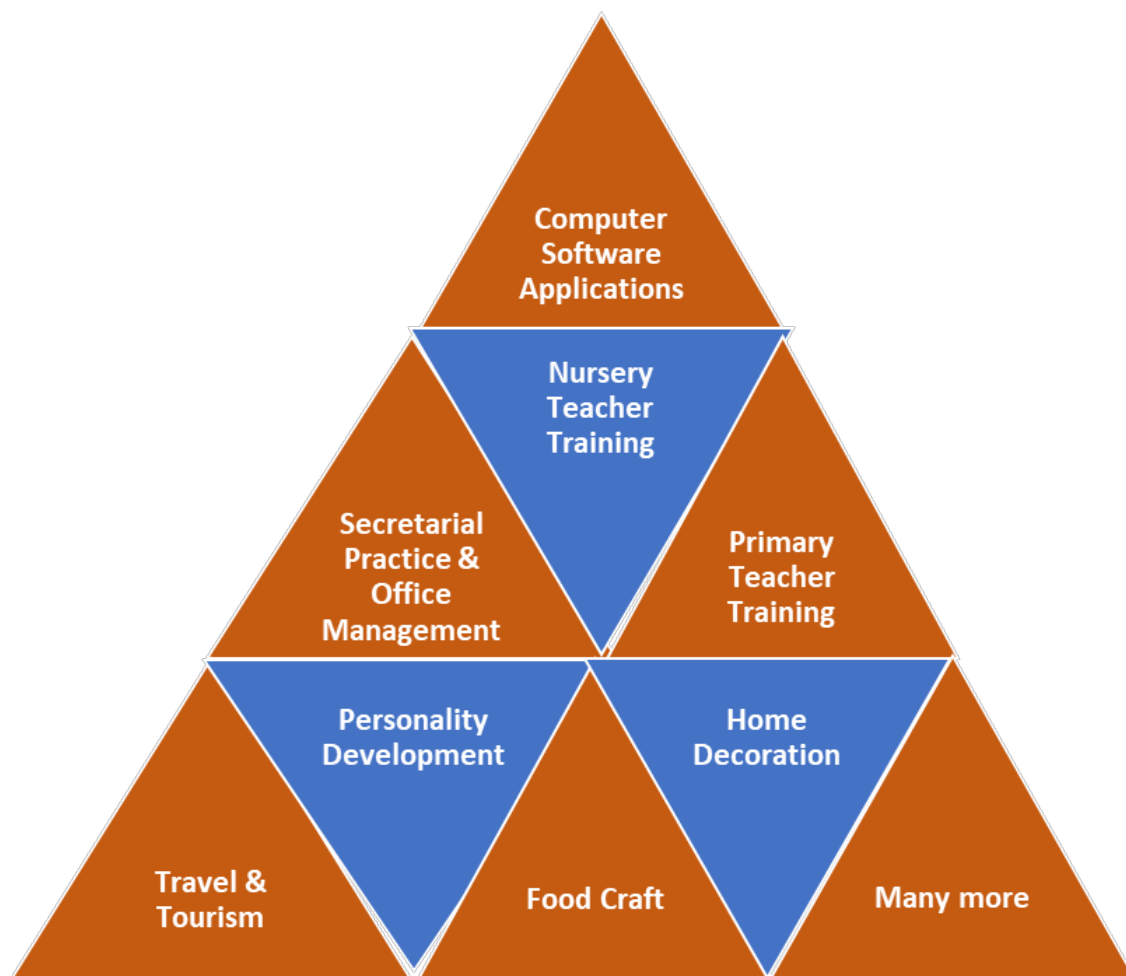 Computer
Software
Applications
Nursery
Teacher
Training
Secretarial
Practice &
Office
Management
Primary
Teacher
Training
Personality
Development
Home
Decoration
Travel &
Tourism
Food Craft
Many more